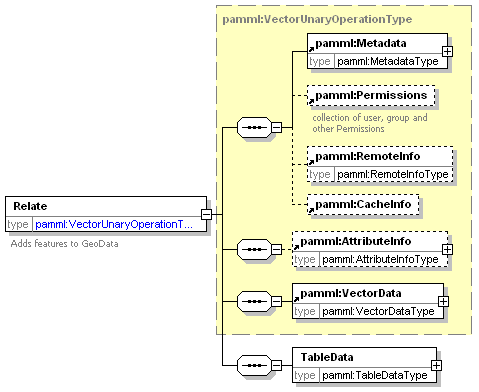 pamml:VectorUnaryOperationType
pamml:Metadata
type pamml:MetadataType
pamml:Permissions
collection of user, group and
other Permissions
pamml:RemoteInfo
type pamml:RemoteInfoType
pamml:CacheInfo
Relate
type pamml:VectorUnaryOperationT...
Adds features to GeoData
pamml:AttributeInfo
type pamml:AttributeInfoType
pamml:VectorData
type pamml:VectorDataType
TableData
type pamml:TableDataType